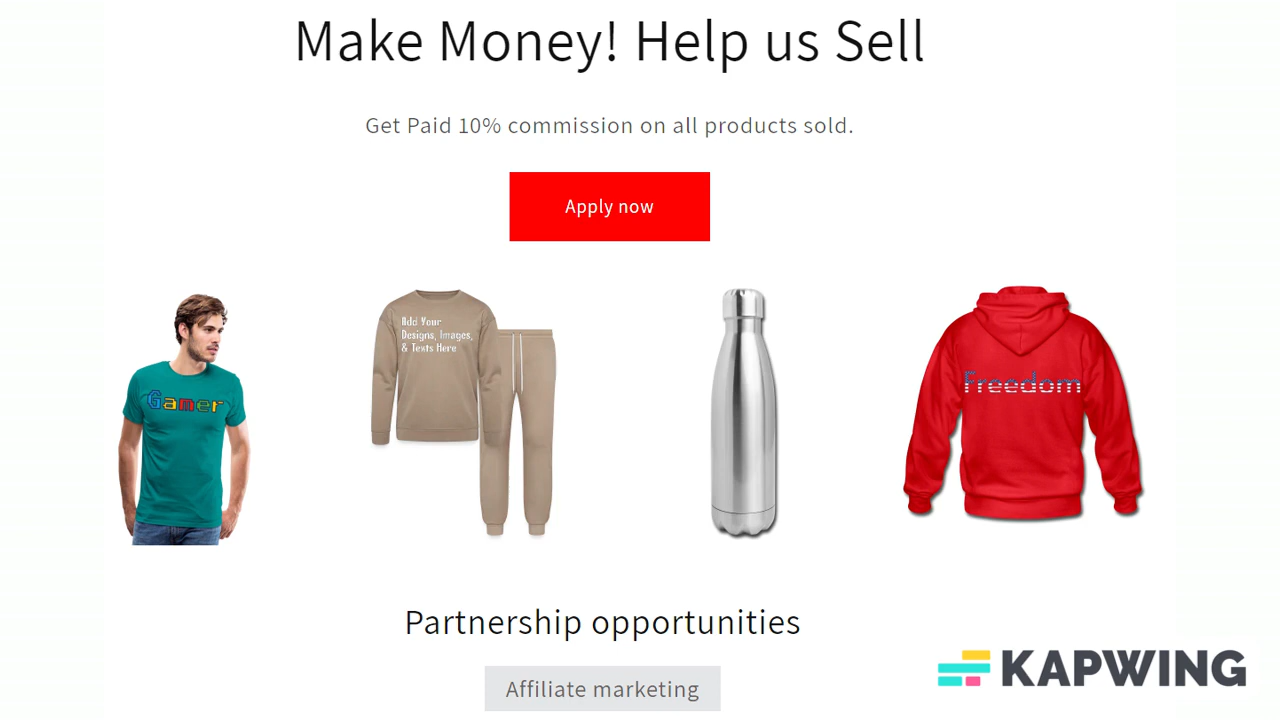 Make Money! Help us Sell
Get Paid 10% commission on all products sold.
Apply now
Gamer
Add Your
Designs, Images,
& Texts Here
Freedom
Partnership opportunities
Affiliate marketing
KAPWING